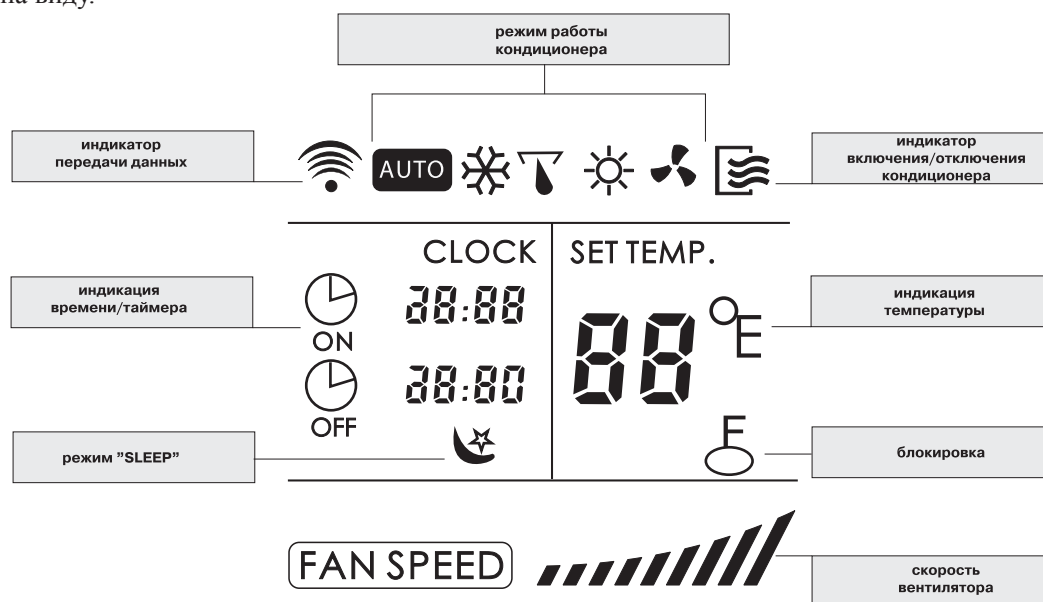 на виду.
режим работы
кондиционера
индикатор
передачи данных
AUTO
индикатор
включения/отключения
кондиционера
CLOCK
SET TEMP.
индикация
времени/таймера
ON
88:88
88
°E
индикация
температуры
OFF
88:80
режим ”SLEEP”
F
блокировка
FAN SPEED
скорость
вентилятора